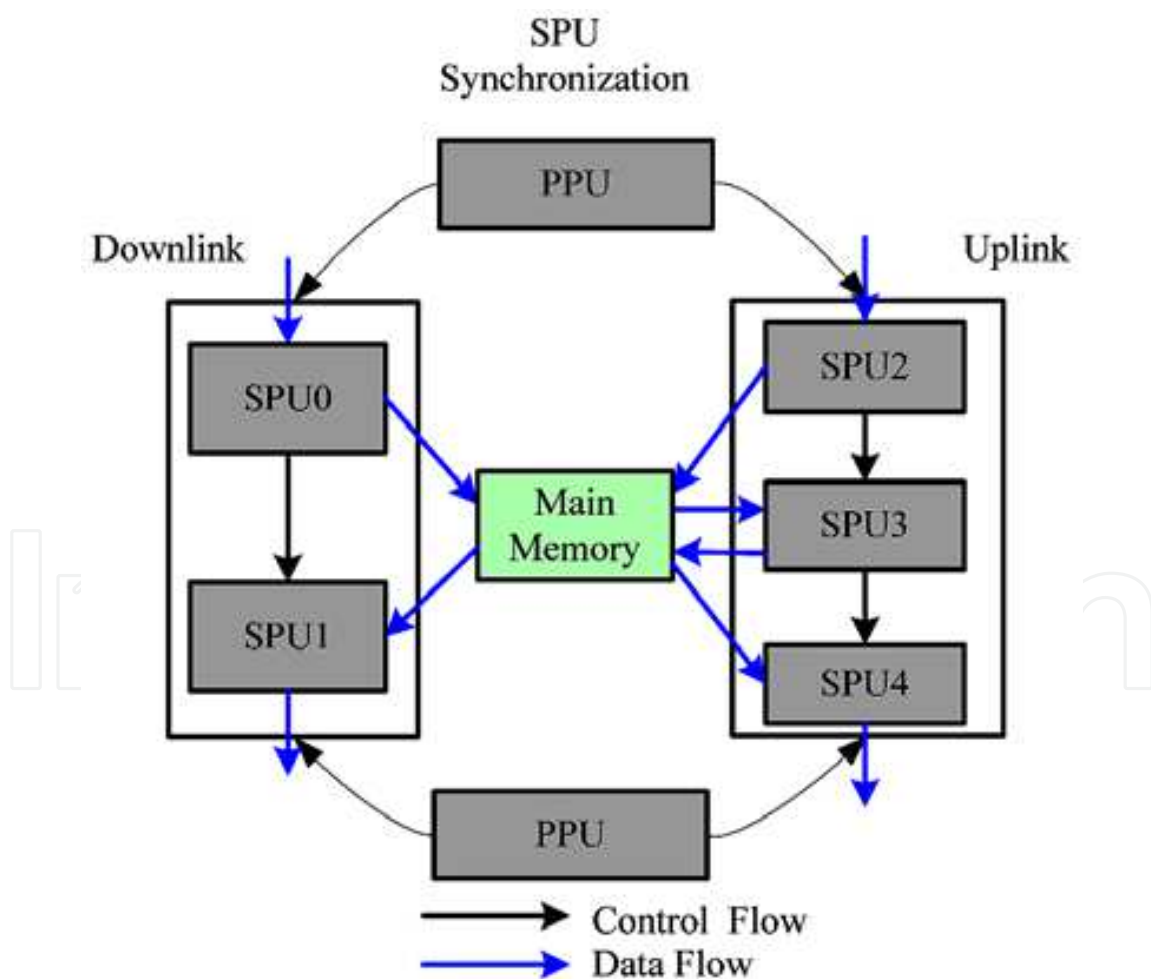 SPU
Synchronization
PPU
Downlink
Uplink
SPU0
SPU2
Main
Memory
SPU3
SPU1
SPU4
PPU
Control Flow
Data Flow